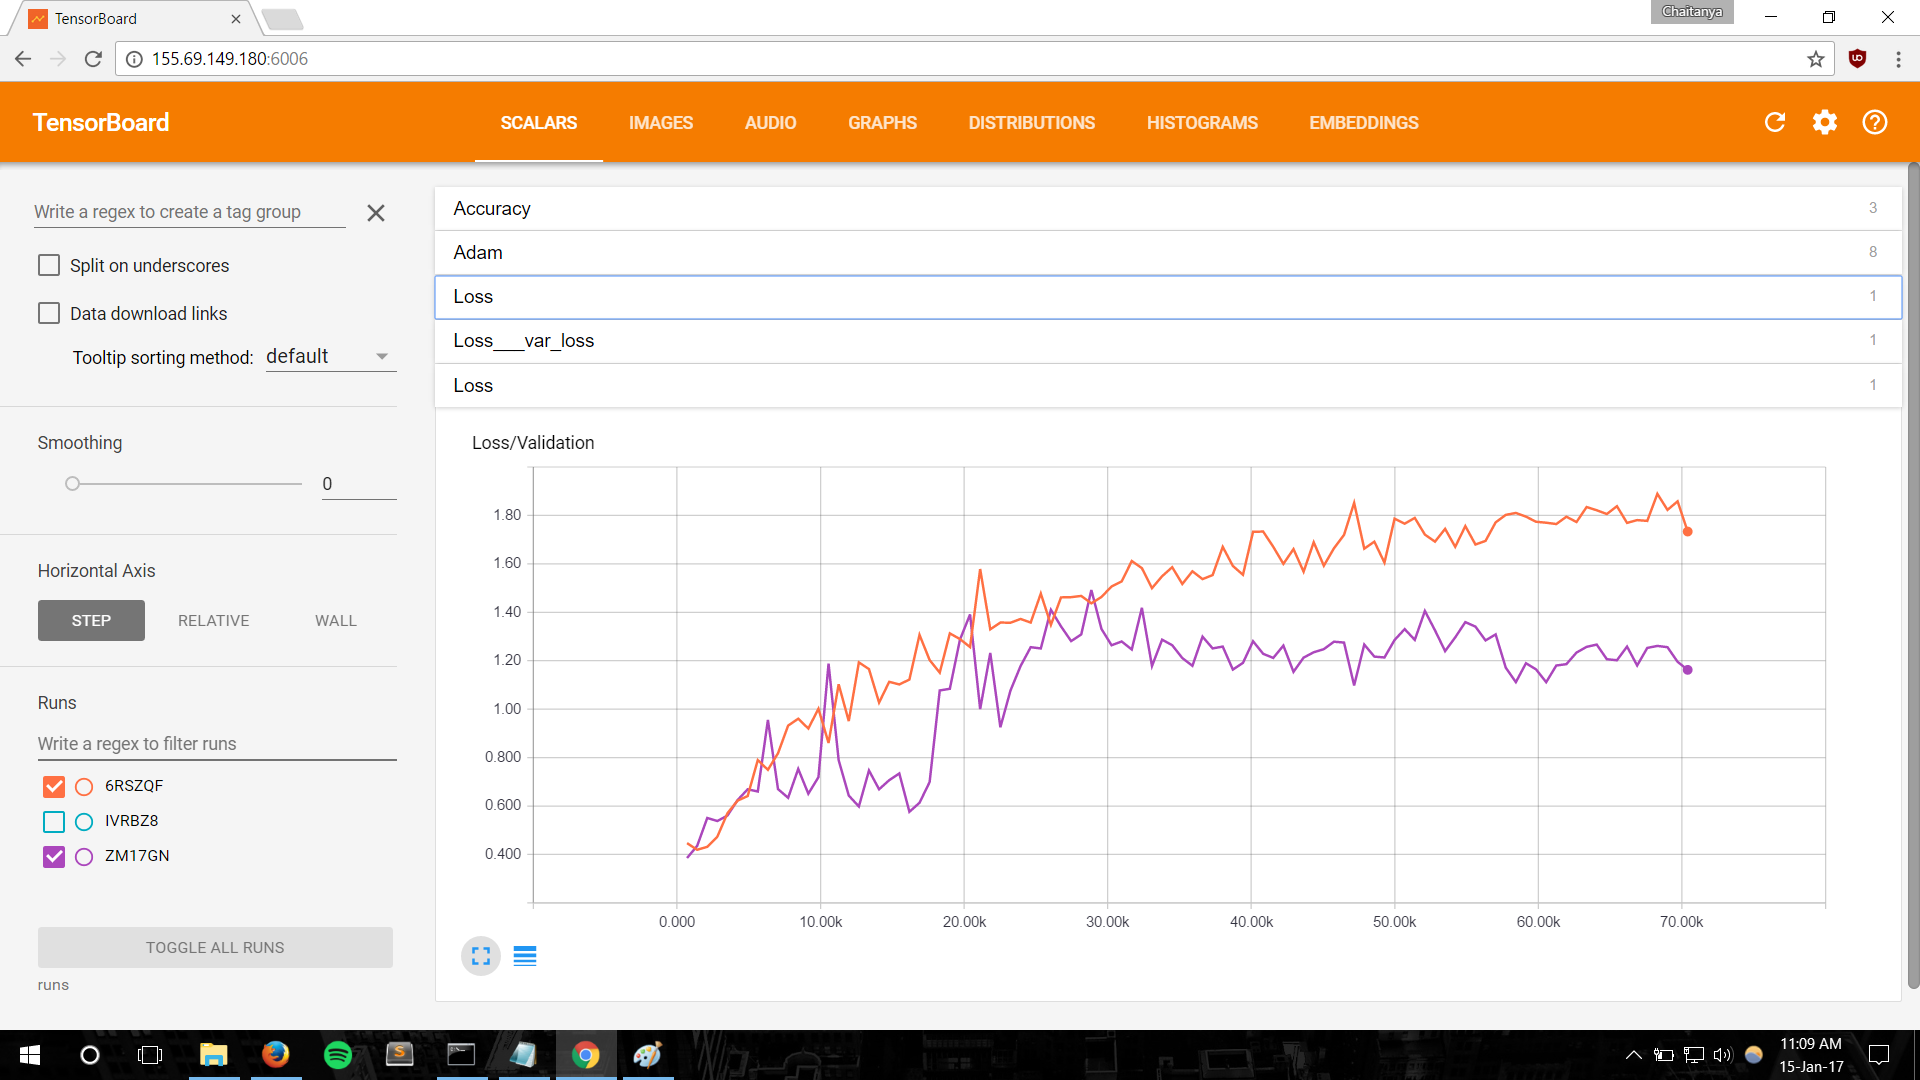 TensorBoard
Chaitanya
155.69.149.180:6006
TensorBoard
SCALARS IMAGES AUDIO GRAPHS DISTRIBUTIONS HISTOGRAMS EMBEDDINGS
Write a regex to create a tag group
Split on underscores
Data download links
Tooltip sorting method: default
Smoothing
0
Horizontal Axis
STEP RELATIVE WALL
Runs
Write a regex to filter runs
6RSZQF
IVRBZ8
ZM17GN
TOGGLE ALL RUNS
runs
Accuracy 3
Adam 8
Loss 1
Loss___var_loss 1
Loss 1
Loss/Validation
1.80
1.60
1.40
1.20
1.00
0.800
0.600
0.400
0.000 10.00k 20.00k 30.00k 40.00k 50.00k 60.00k 70.00k
11:09 AM
15-Jan-17